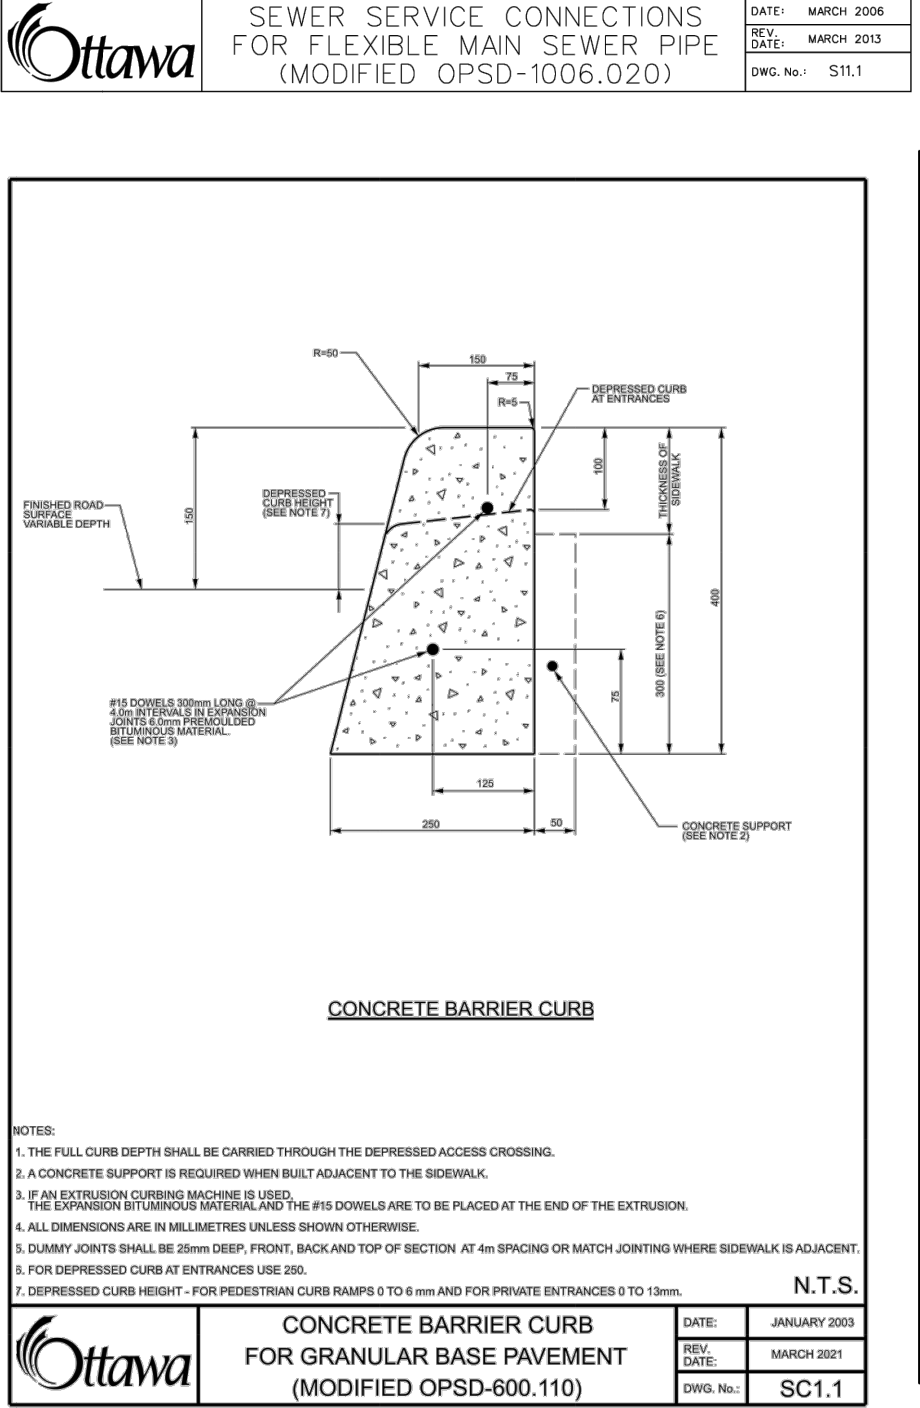 Ottawa
SEWER SERVICE CONNECTIONS
FOR FLEXIBLE MAIN SEWER PIPE
(MODIFIED OPSD-1006.020)
DATE: MARCH 2006
REV.
DATE: MARCH 2013
DWG. No.: S11.1
R=50
150
75
R=5
DEPRESSED CURB
AT ENTRANCES
FINISHED ROAD
SURFACE
VARIABLE DEPTH
150
DEPRESSED
CURB HEIGHT
(SEE NOTE 7)
100
THICKNESS OF
SIDEWALK
400
300 (SEE NOTE 6)
75
#15 DOWELS 300mm LONG @
4.0m INTERVALS IN EXPANSION
JOINTS 6.0mm PREMOULDED
BITUMINOUS MATERIAL.
(SEE NOTE 3)
125
250
50
CONCRETE SUPPORT
(SEE NOTE 2)
CONCRETE BARRIER CURB
NOTES:
1. THE FULL CURB DEPTH SHALL BE CARRIED THROUGH THE DEPRESSED ACCESS CROSSING.
2. A CONCRETE SUPPORT IS REQUIRED WHEN BUILT ADJACENT TO THE SIDEWALK.
3. IF AN EXTRUSION CURBING MACHINE IS USED,
THE EXPANSION BITUMINOUS MATERIAL AND THE #15 DOWELS ARE TO BE PLACED AT THE END OF THE EXTRUSION.
4. ALL DIMENSIONS ARE IN MILLIMETRES UNLESS SHOWN OTHERWISE.
5. DUMMY JOINTS SHALL BE 25mm DEEP, FRONT, BACK AND TOP OF SECTION AT 4m SPACING OR MATCH JOINTING WHERE SIDEWALK IS ADJACENT.
6. FOR DEPRESSED CURB AT ENTRANCES USE 250.
7. DEPRESSED CURB HEIGHT - FOR PEDESTRIAN CURB RAMPS 0 TO 6 mm AND FOR PRIVATE ENTRANCES 0 TO 13mm.
N.T.S.
Ottawa
CONCRETE BARRIER CURB
FOR GRANULAR BASE PAVEMENT
(MODIFIED OPSD-600.110)
DATE: JANUARY 2003
REV.
DATE: MARCH 2021
DWG. No.: SC1.1